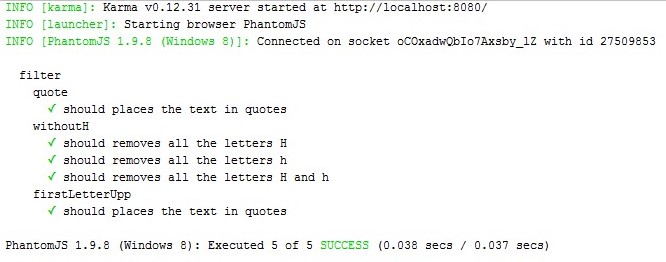 INFO [karma]: Karma v0.12.31 server started at http://localhost:8080/
INFO [launcher]: Starting browser PhantomJS
INFO [PhantomJS 1.9.8 (Windows 8)]: Connected on socket oCOxadwQbIo7Axsby_lZ with id 27509853
filter
quote
✓ should places the text in quotes
withoutH
✓ should removes all the letters H
✓ should removes all the letters h
✓ should removes all the letters H and h
firstLetterUpp
✓ should places the text in quotes
PhantomJS 1.9.8 (Windows 8): Executed 5 of 5 SUCCESS (0.038 secs / 0.037 secs)